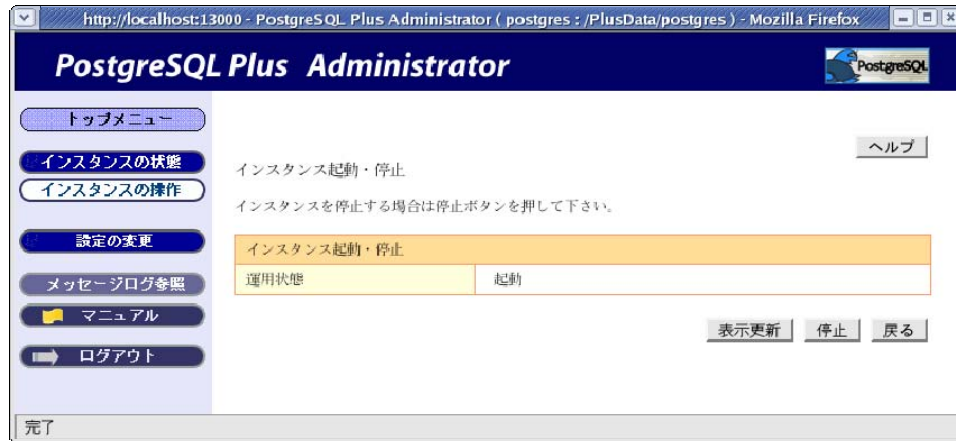 http://localhost:13000 - PostgreSQL Plus Administrator ( postgres : /PlusData/postgres ) - Mozilla Firefox
PostgreSQL Plus Administrator
PostgreSQL
トップメニュー
インスタンスの状態
インスタンスの操作
設定の変更
メッセージログ参照
マニュアル
ログアウト
ヘルプ
インスタンス起動・停止
インスタンスを停止する場合は停止ボタンを押して下さい。
インスタンス起動・停止
運用状態 起動
表示更新 停止 戻る
完了